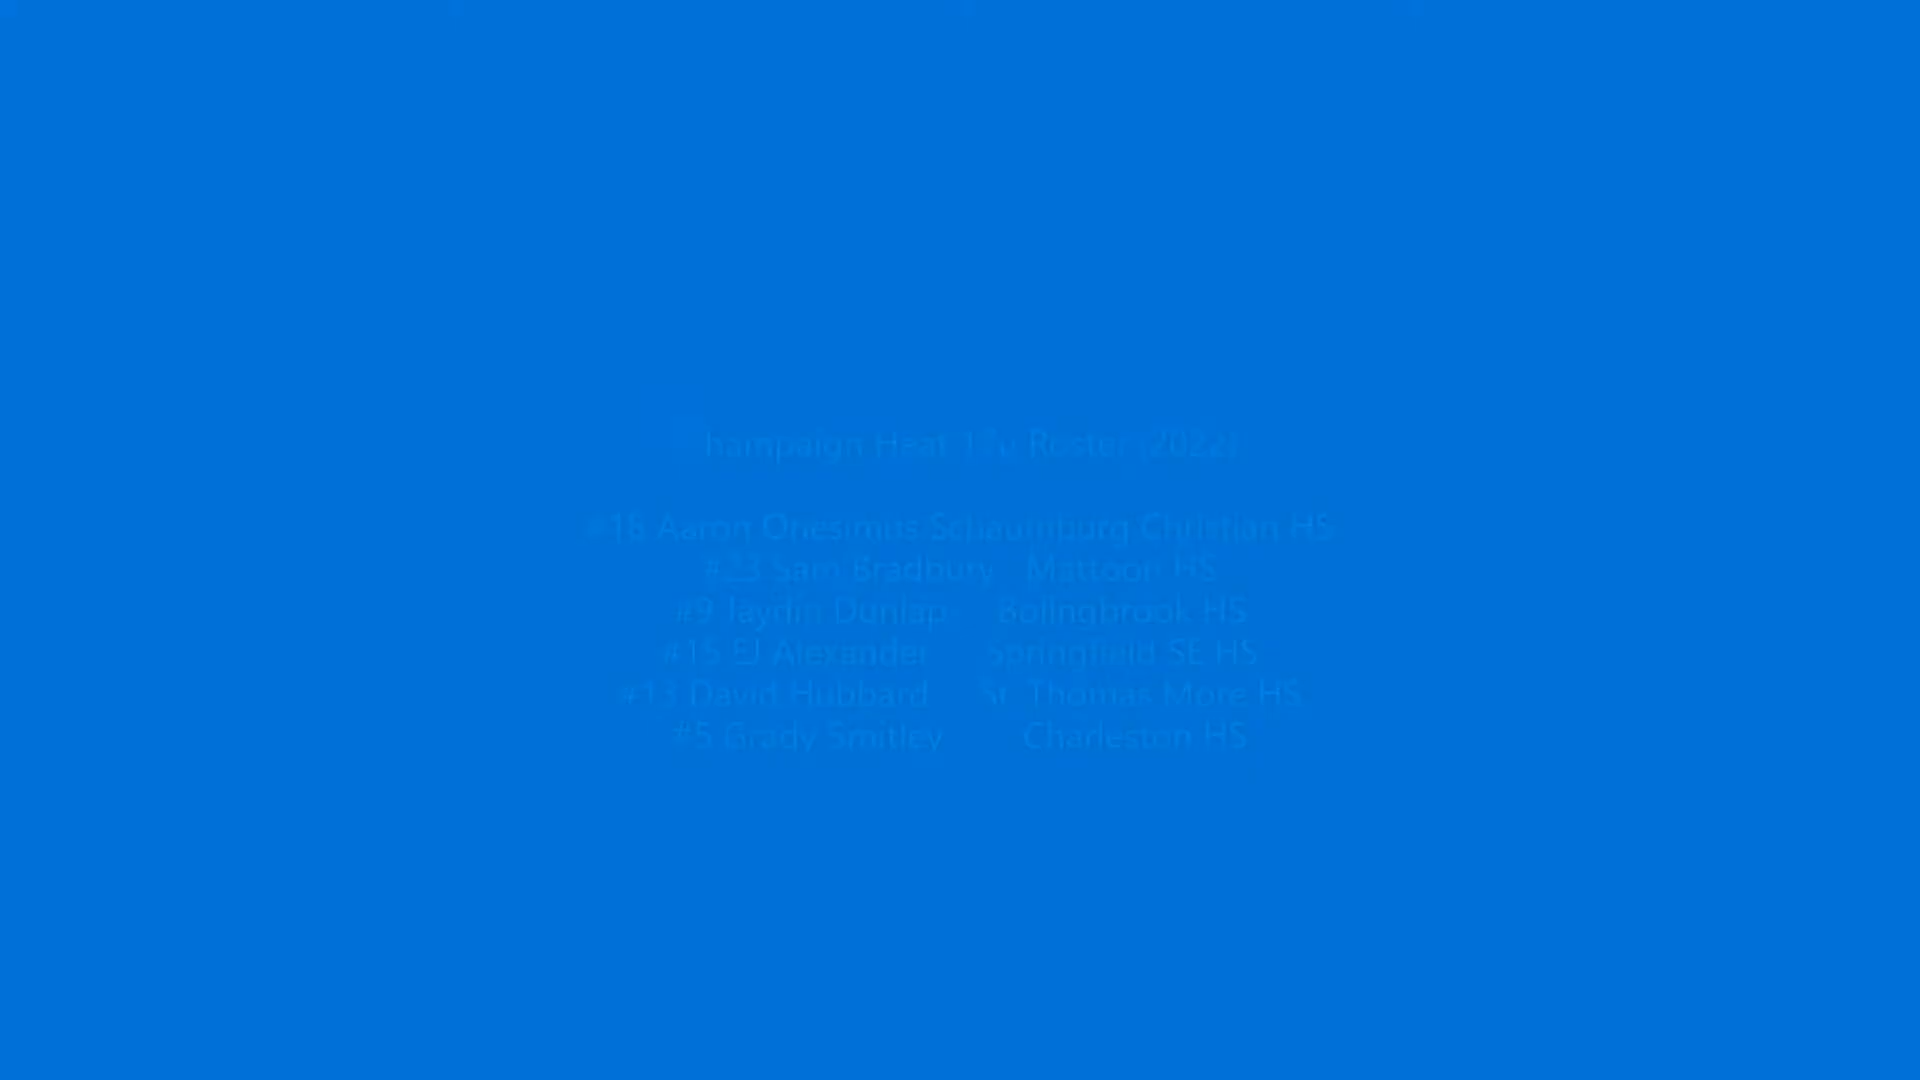 hampaign Heat 17u Roster (2022)
#18 Aaron Onesimus Schaumburg Christian HS
#23 Sam Bradbury Mattoon HS
#9 Jaydin Dunlap Bolingbrook HS
#15 EJ Alexander Springfield SE HS
#13 David Hubbard St. Thomas More HS
#5 Brady Smitley Charleston HS